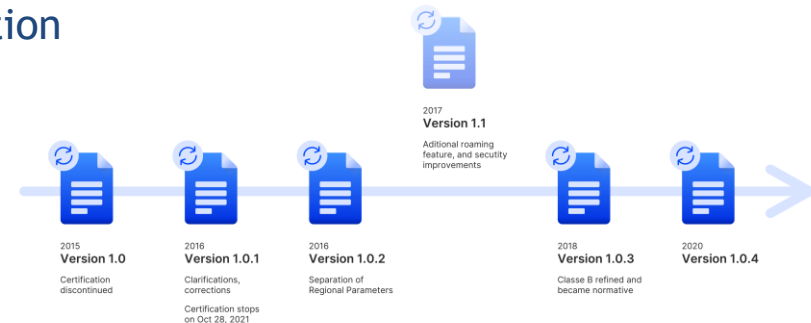 2017
Version 1.1
Aditional roaming
feature, and secutity
improvements
2015
Version 1.0
Certification
discontinued
2016
Version 1.0.1
Clarifications,
corrections
Certification stops
on Oct 28, 2021
2016
Version 1.0.2
Separation of
Regional Parameters
2018
Version 1.0.3
Classe B refined and
became normative
2020
Version 1.0.4